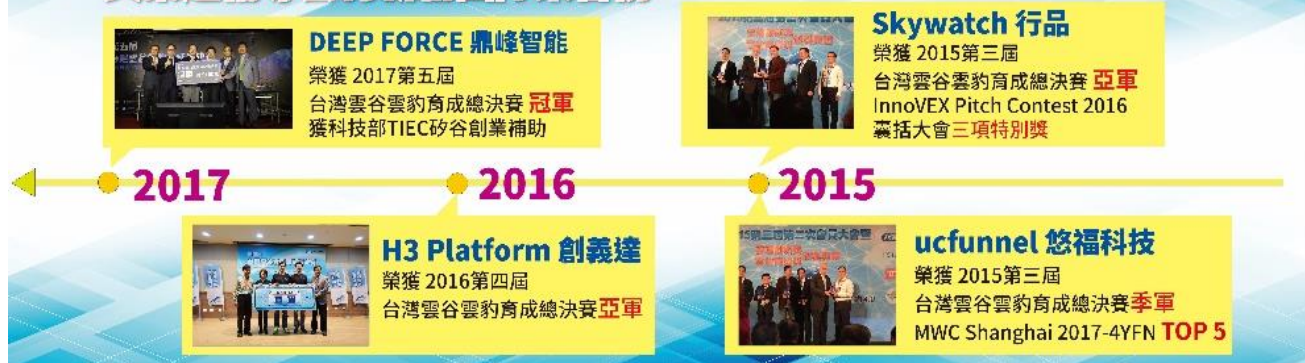 DEEP FORCE 鼎峰智能
榮獲 2017第五屆
台灣雲谷雲豹育成總決賽 冠軍
獲科技部TIEC矽谷創業補助
Skywatch 行品
榮獲 2015第三屆
台灣雲谷雲豹育成總決賽 亞軍
InnoVEX Pitch Contest 2016
囊括大會三項特別獎
2017
2016
2015
H3 Platform 創義達
榮獲 2016第四屆
台灣雲谷雲豹育成總決賽亞軍
ucfunnel 悠福科技
榮獲 2015第三屆
台灣雲谷雲豹育成總決賽季軍
MWC Shanghai 2017-4YFN TOP 5